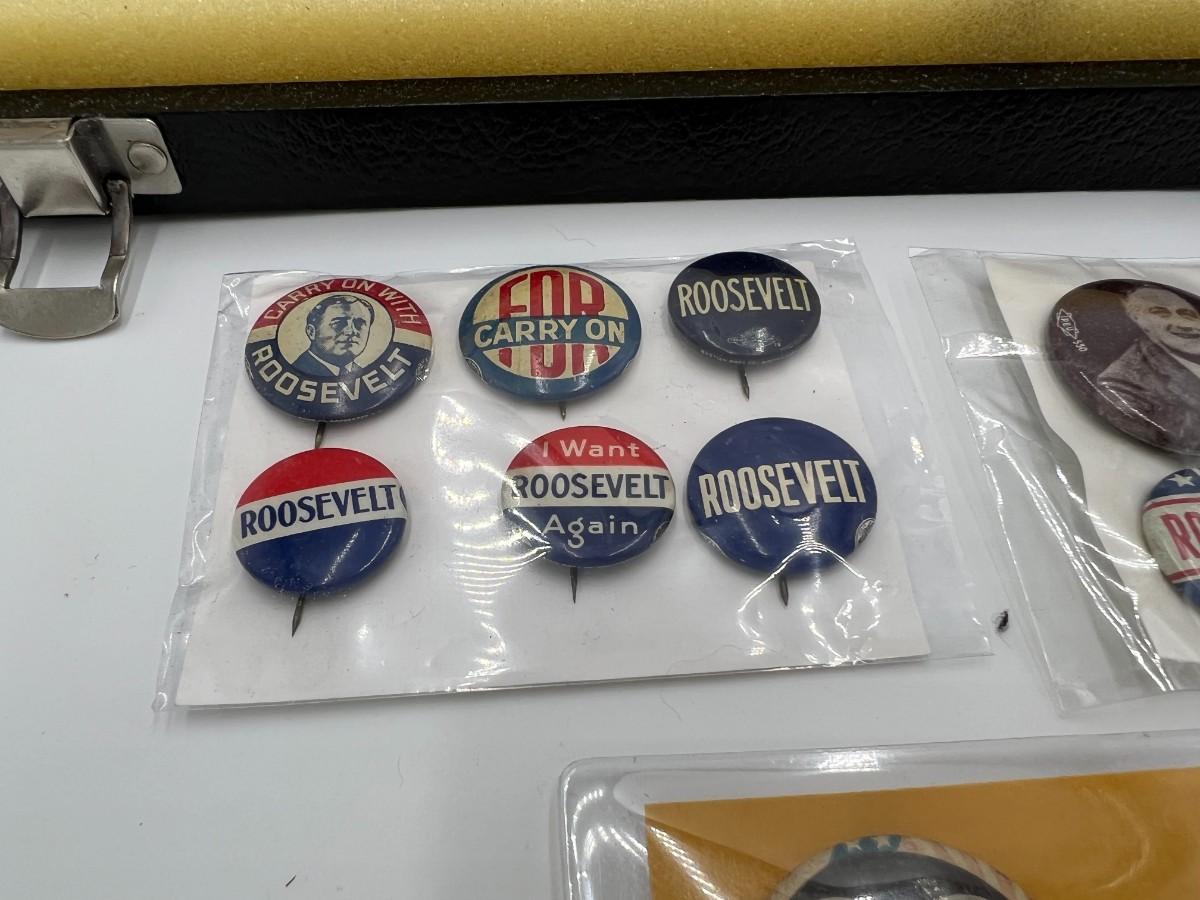 CARRY ON WITH
ROOSEVELT
FDR
CARRY ON
ROOSEVELT
ROOSEVELT
I Want
ROOSEVELT
Again
ROOSEVELT